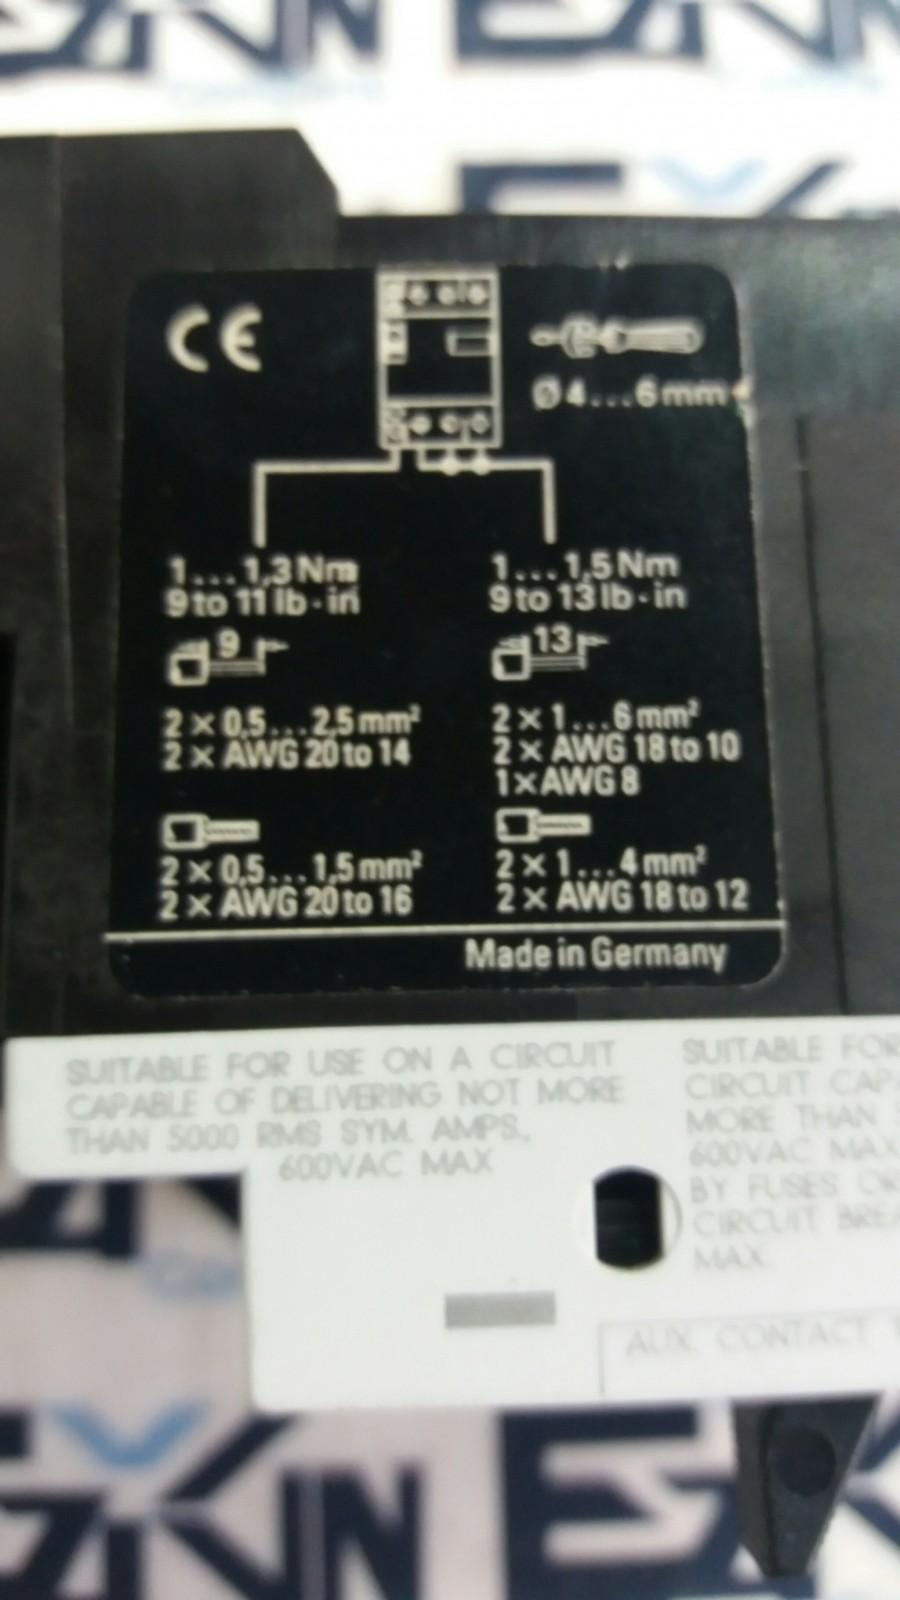 CE
Ø 4...6 mm
1...1,3 Nm
9 to 11 lb·in
9
2 x 0,5...2,5 mm²
2 x AWG 20 to 14
2 x 0,5...1,5 mm²
2 x AWG 20 to 16
1...1,5 Nm
9 to 13 lb·in
13
2 x 1...6 mm²
2 x AWG 18 to 10
1 x AWG 8
2 x 1...4 mm²
2 x AWG 18 to 12
Made in Germany
SUITABLE FOR USE ON A CIRCUIT
CAPABLE OF DELIVERING NOT MORE
THAN 5000 RMS SYM. AMPS.,
600VAC MAX
SUITABLE FOR
CIRCUIT
MORE THAN
600VAC MAX
BY FUSES OR
CIRCUIT
MAX.
AUX. CONTACT